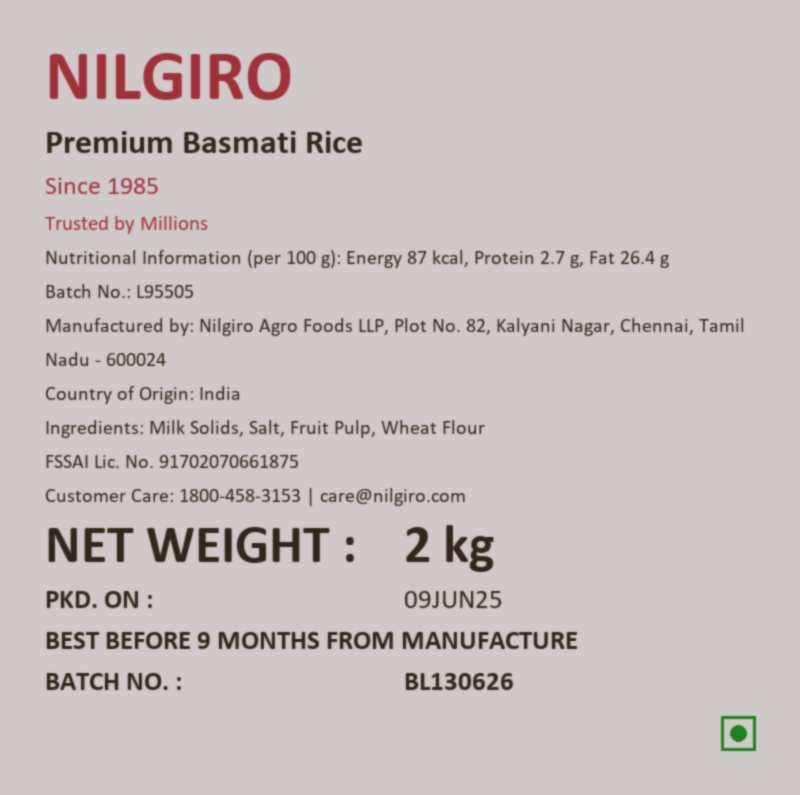 NILGIRO
Premium Basmati Rice
Since 1985
Trusted by Millions
Nutritional Information (per 100 g): Energy 87 kcal, Protein 2.7 g, Fat 26.4 g
Batch No.: L95505
Manufactured by: Nilgiro Agro Foods LLP, Plot No. 82, Kalyani Nagar, Chennai, Tamil
Nadu - 600024
Country of Origin: India
Ingredients: Milk Solids, Salt, Fruit Pulp, Wheat Flour
FSSAI Lic. No. 91702070661875
Customer Care: 1800-458-3153 | care@nilgiro.com
NET WEIGHT : 2 kg
PKD. ON : 09JUN25
BEST BEFORE 9 MONTHS FROM MANUFACTURE
BATCH NO. : BL130626